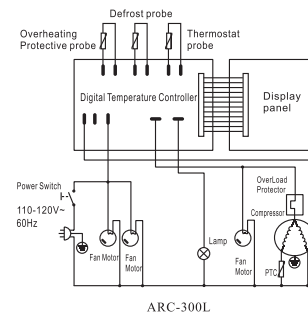 Defrost probe
Overheating
Protective probe
Thermostat
probe
Digital Temperature Controller
Display
panel
OverLoad
Protector
Compressor
Power Switch
110-120V~
60Hz
Fan Motor
Fan
Motor
Lamp
Fan
Motor
PTC
ARC-300L